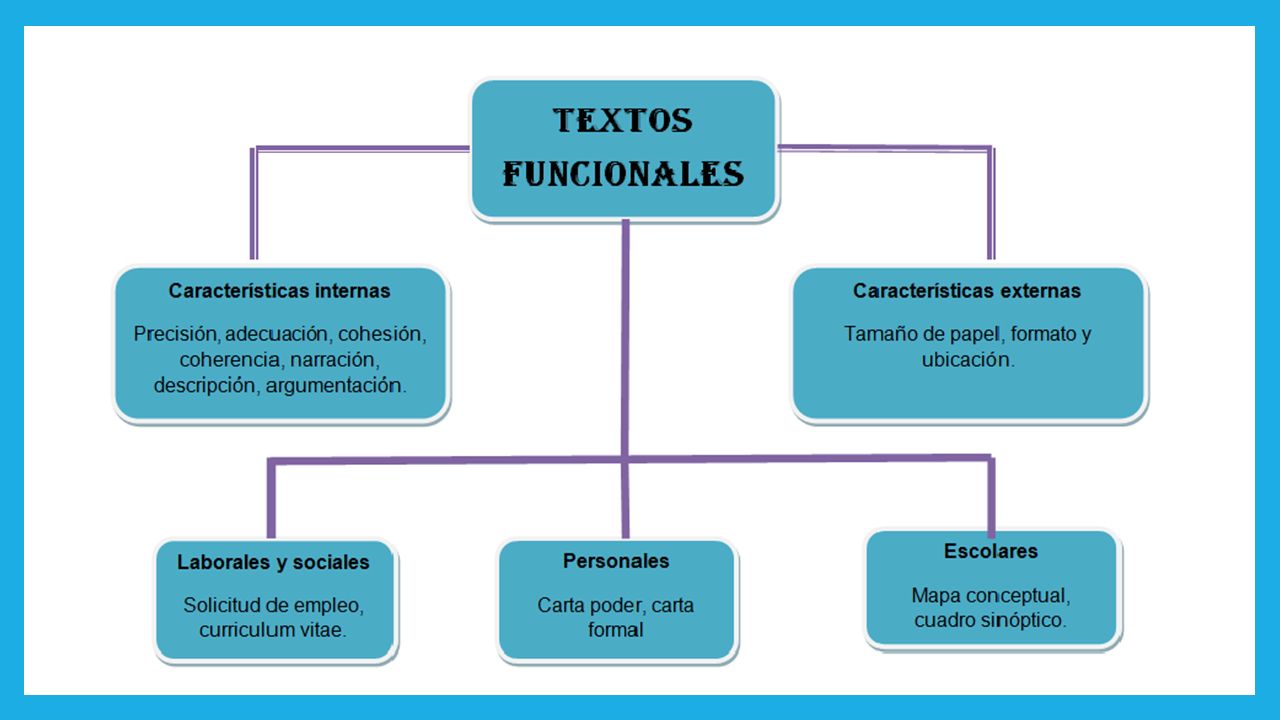 TEXTOS
FUNCIONALES
Características internas
Precisión, adecuación, cohesión,
coherencia, narración,
descripción, argumentación.
Características externas
Tamaño de papel, formato y
ubicación.
Laborales y sociales
Solicitud de empleo,
curriculum vitae.
Personales
Carta poder, carta
formal
Escolares
Mapa conceptual,
cuadro sinóptico.